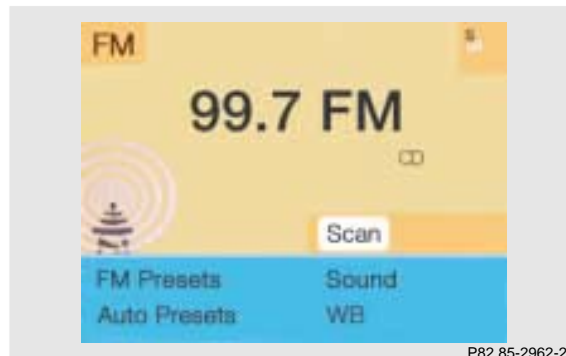 FM
99.7 FM
Scan
FM Presets Sound
Auto Presets WB
P82.85-2962-2